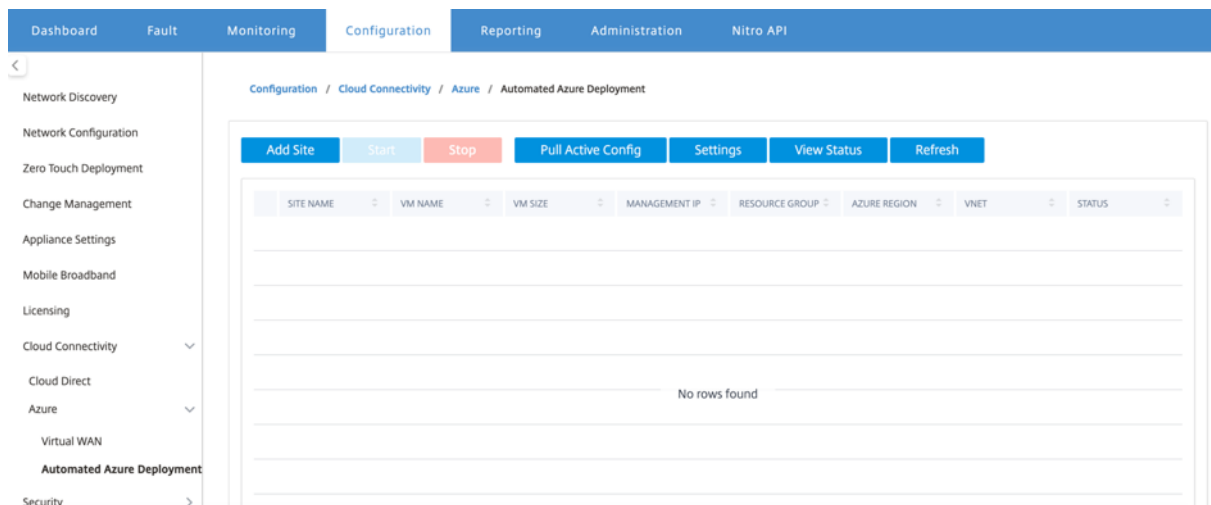 Dashboard Fault Monitoring Configuration Reporting Administration Nitro API
Network Discovery
Network Configuration
Zero Touch Deployment
Change Management
Appliance Settings
Mobile Broadband
Licensing
Cloud Connectivity
Cloud Direct
Azure
Virtual WAN
Automated Azure Deployment
Security
Configuration / Cloud Connectivity / Azure / Automated Azure Deployment
Add Site Start Stop Pull Active Config Settings View Status Refresh
SITE NAME VM NAME VM SIZE MANAGEMENT IP RESOURCE GROUP AZURE REGION VNET STATUS
No rows found